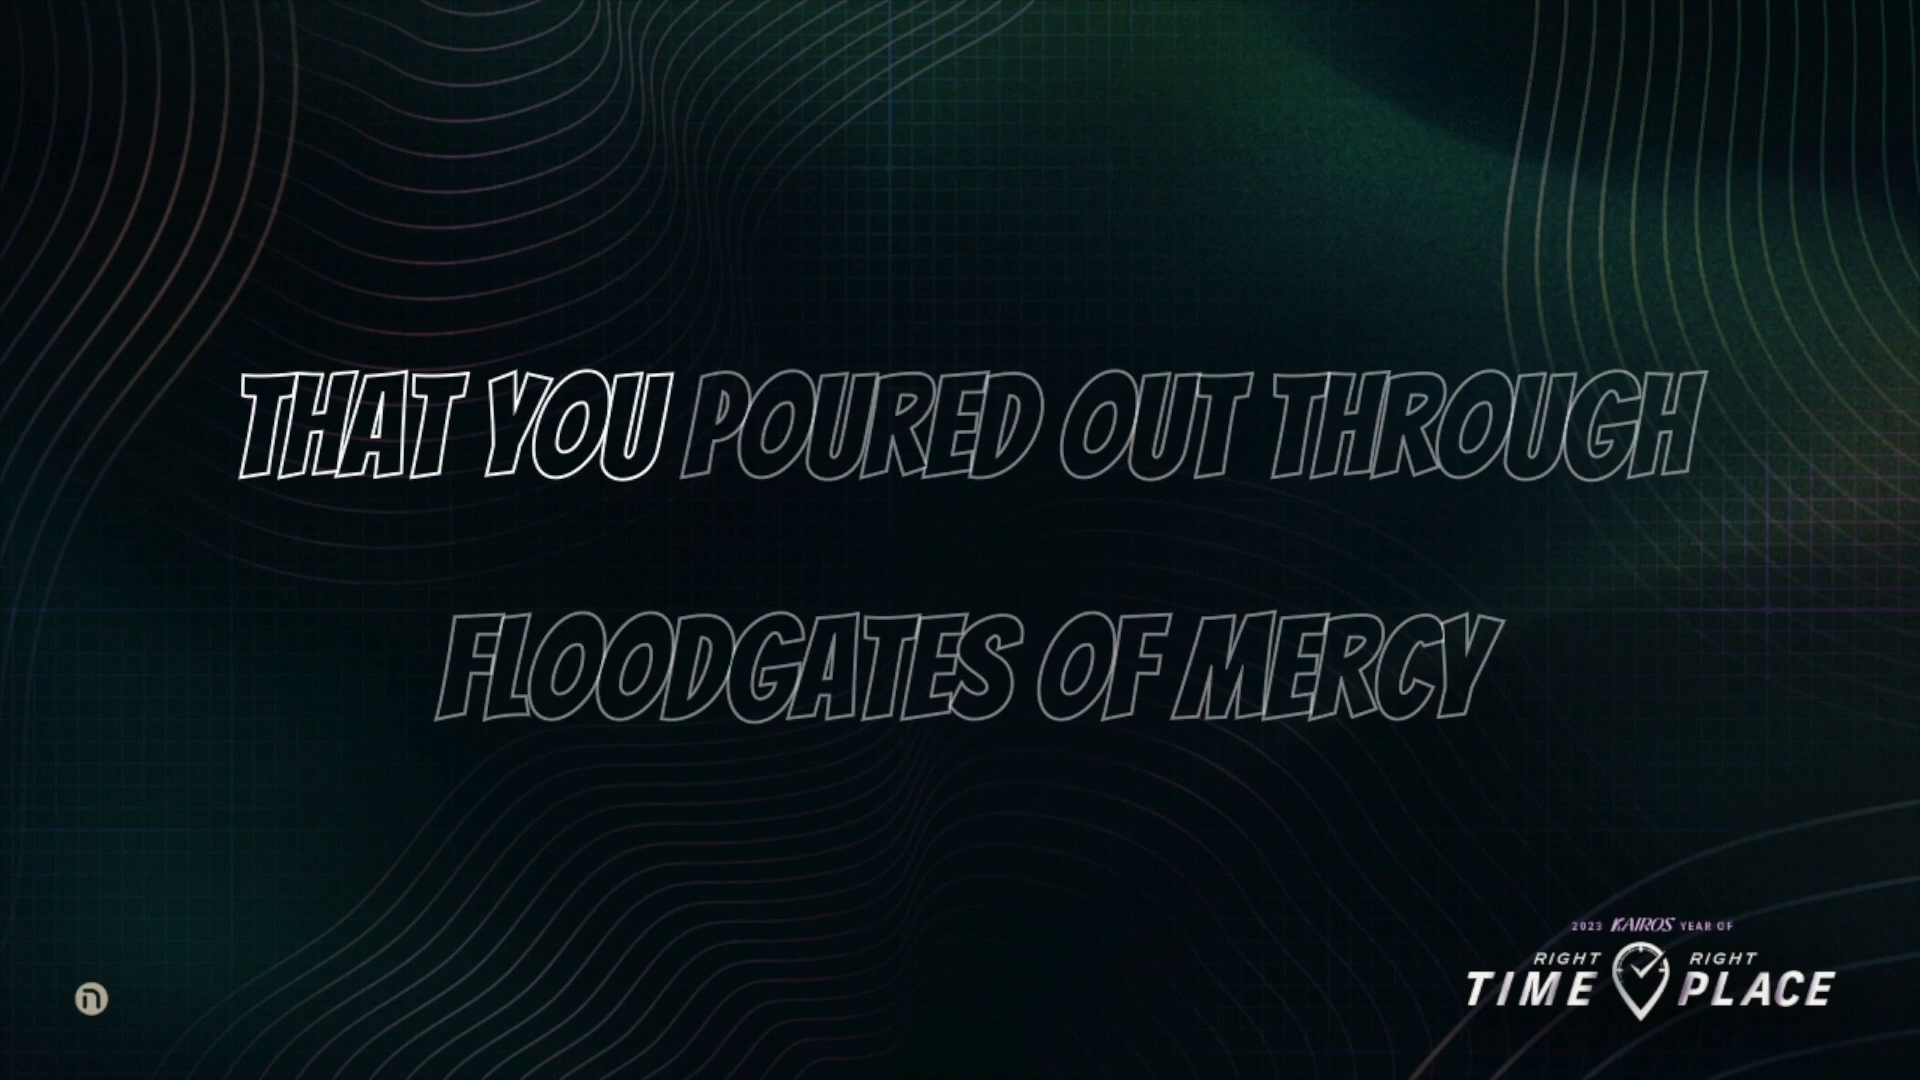 THAT YOU POURED OUT THROUGH
FLOODGATES OF MERCY
2023 KAIROS YEAR OF
RIGHT RIGHT
TIME PLACE
n